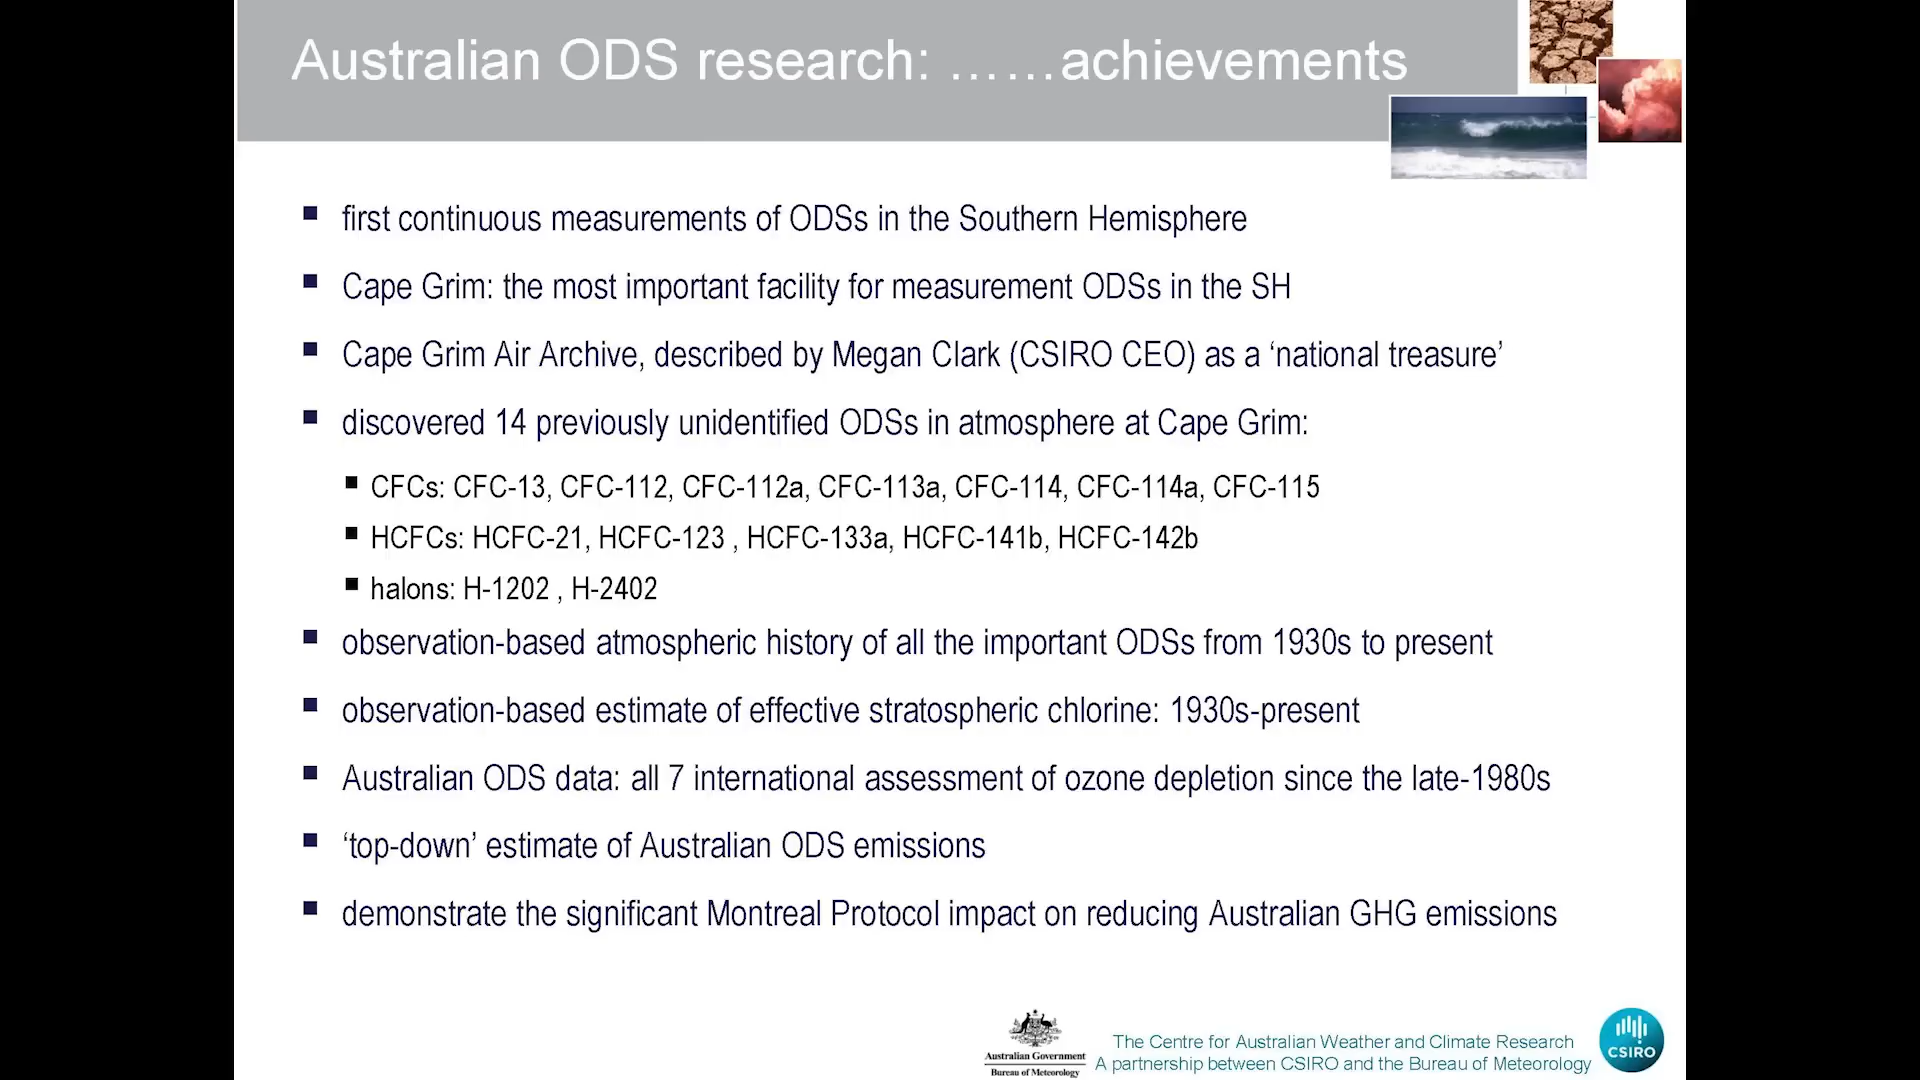 Australian ODS research: ……achievements
first continuous measurements of ODSs in the Southern Hemisphere
Cape Grim: the most important facility for measurement ODSs in the SH
Cape Grim Air Archive, described by Megan Clark (CSIRO CEO) as a ‘national treasure’
discovered 14 previously unidentified ODSs in atmosphere at Cape Grim:
CFCs: CFC-13, CFC-112, CFC-112a, CFC-113a, CFC-114, CFC-114a, CFC-115
HCFCs: HCFC-21, HCFC-123 , HCFC-133a, HCFC-141b, HCFC-142b
halons: H-1202 , H-2402
observation-based atmospheric history of all the important ODSs from 1930s to present
observation-based estimate of effective stratospheric chlorine: 1930s-present
Australian ODS data: all 7 international assessment of ozone depletion since the late-1980s
‘top-down’ estimate of Australian ODS emissions
demonstrate the significant Montreal Protocol impact on reducing Australian GHG emissions
Australian Government
Bureau of Meteorology
The Centre for Australian Weather and Climate Research
A partnership between CSIRO and the Bureau of Meteorology
CSIRO